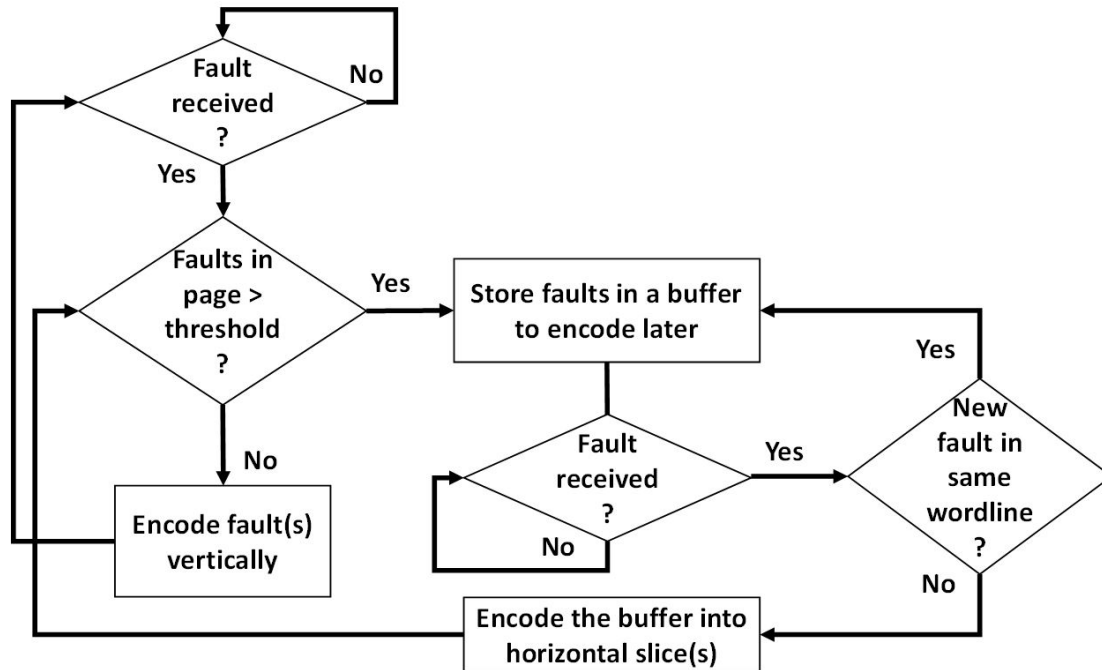 Fault
received
?
No
Yes
Faults in
page >
threshold
?
Yes
No
Encode fault(s)
vertically
Store faults in a buffer
to encode later
Fault
received
?
No
Yes
New
fault in
same
wordline
?
Yes
No
Encode the buffer into
horizontal slice(s)